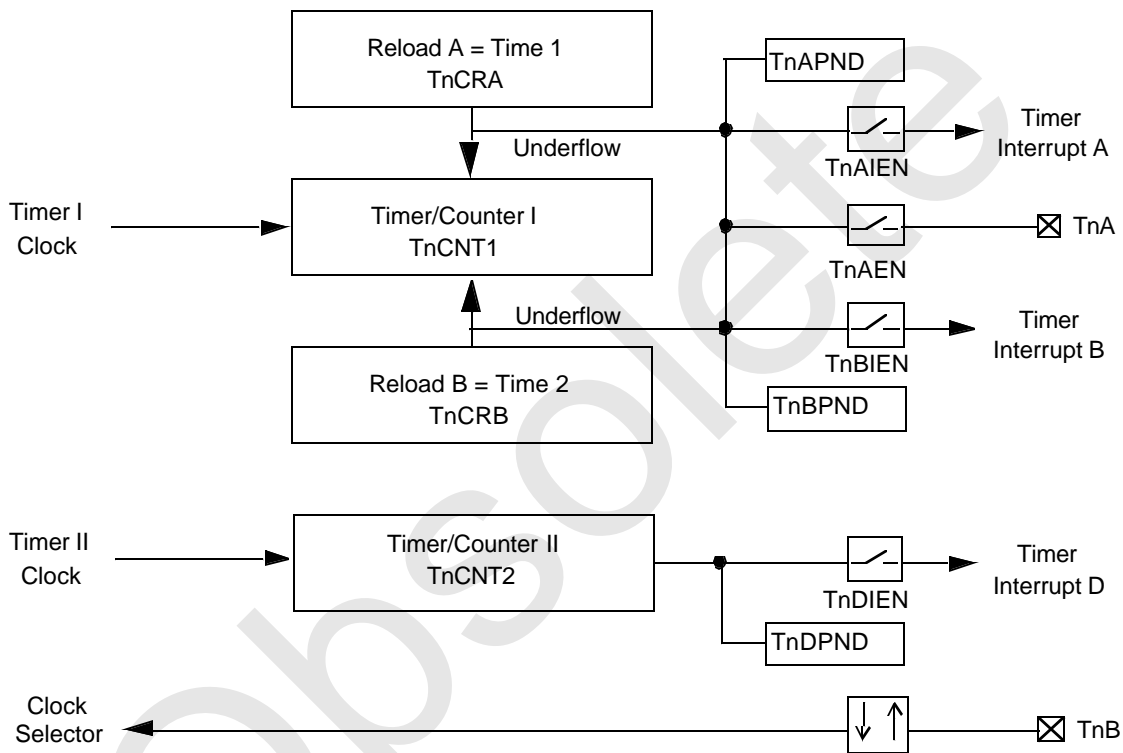 Reload A = Time 1
TnCRA
TnAPND
Underflow
Timer
Interrupt A
TnAIEN
Timer I
Clock
Timer/Counter I
TnCNT1
TnA
TnAEN
Underflow
Timer
Interrupt B
TnBIEN
Reload B = Time 2
TnCRB
TnBPND
Timer II
Clock
Timer/Counter II
TnCNT2
Timer
Interrupt D
TnDIEN
TnDPND
Clock
Selector
TnB
Obsolete